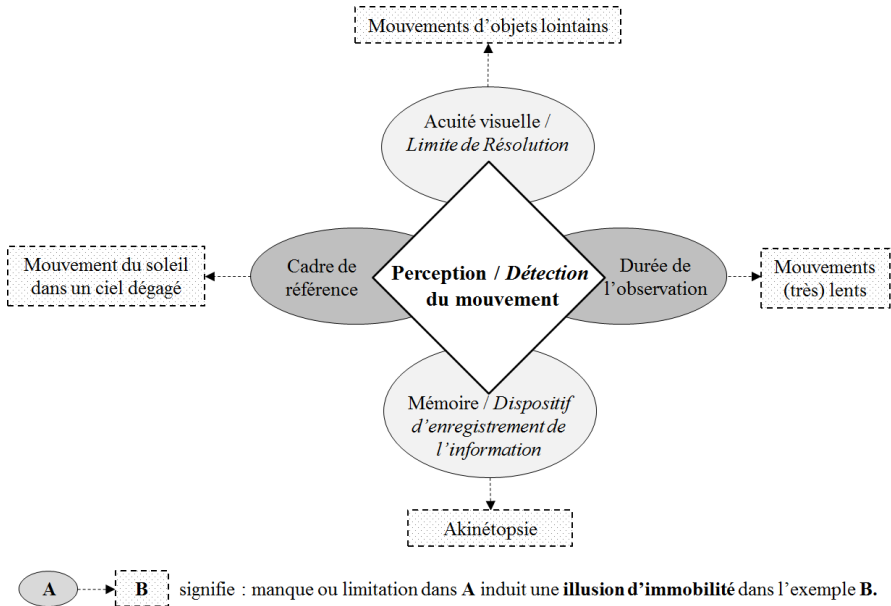 Mouvements d’objets lointains
Acuité visuelle /
Limite de Résolution
Mouvement du soleil
dans un ciel dégagé
Cadre de
référence
Perception / Détection
du mouvement
Durée de
l’observation
Mouvements
(très) lents
Mémoire / Dispositif
d’enregistrement de
l’information
Akinétopsie
A B signifie : manque ou limitation dans A induit une illusion d’immobilité dans l’exemple B.